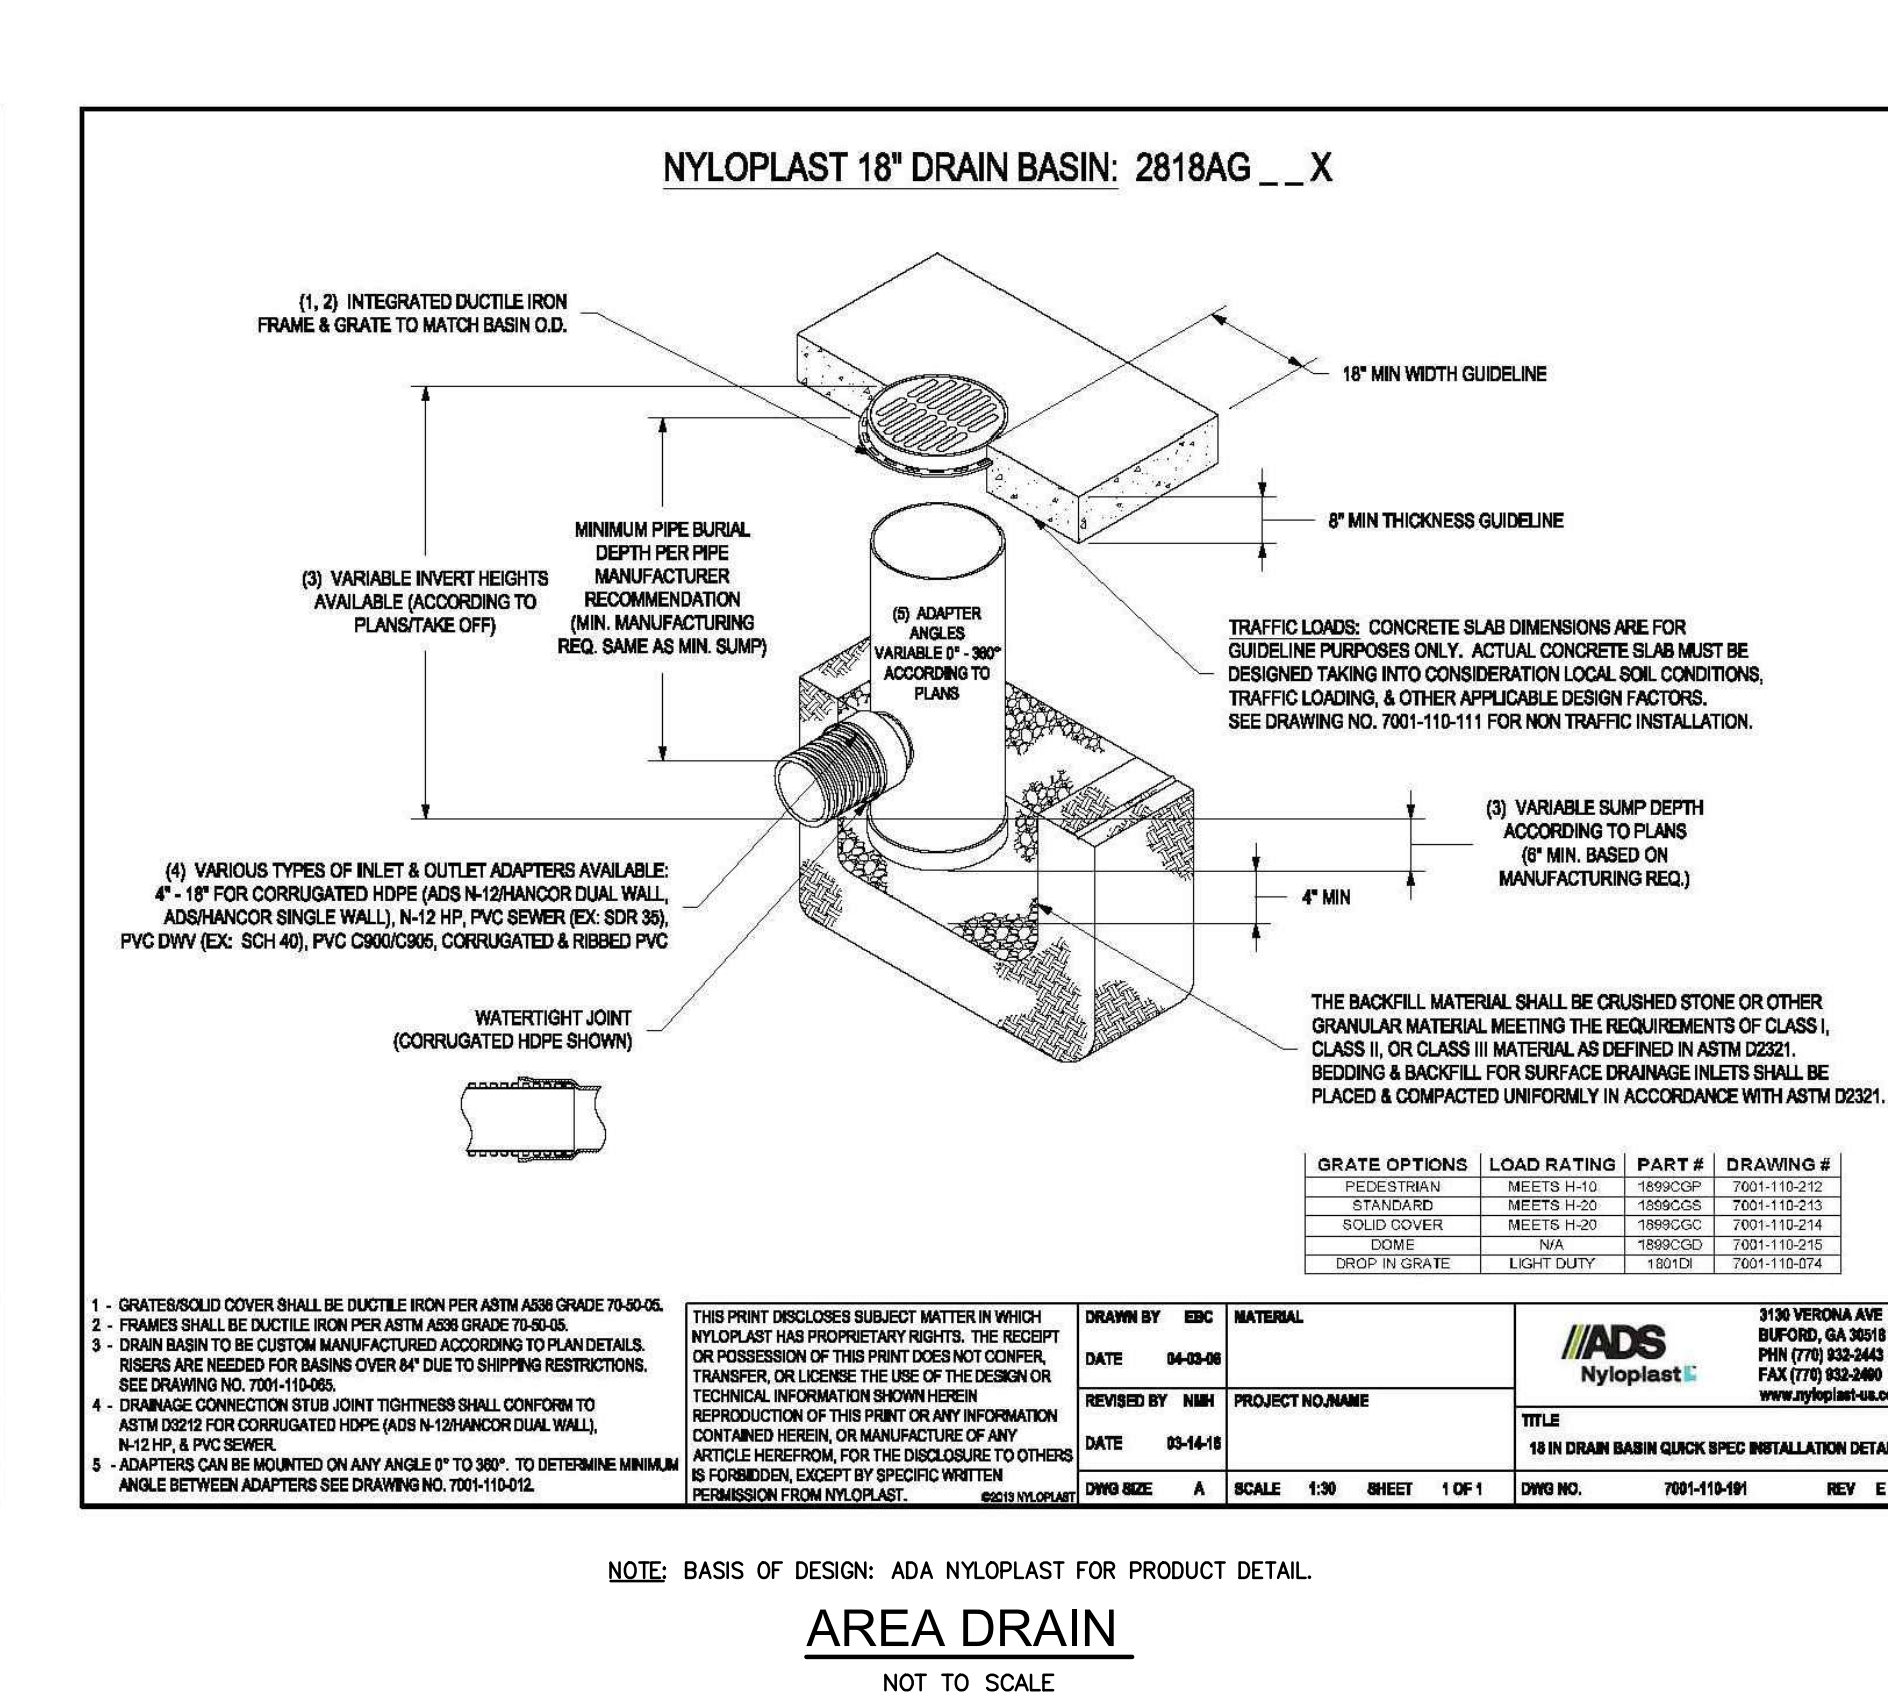 NYLOPLAST 18" DRAIN BASIN: 2818AG _ _ X
(1, 2) INTEGRATED DUCTILE IRON
FRAME & GRATE TO MATCH BASIN O.D.
18" MIN WIDTH GUIDELINE
8" MIN THICKNESS GUIDELINE
MINIMUM PIPE BURIAL
DEPTH PER PIPE
MANUFACTURER
RECOMMENDATION
(MIN. MANUFACTURING
REQ. SAME AS MIN. SUMP)
(3) VARIABLE INVERT HEIGHTS
AVAILABLE (ACCORDING TO
PLANS/TAKE OFF)
(5) ADAPTER
ANGLES
VARIABLE 0° - 360°
ACCORDING TO
PLANS
TRAFFIC LOADS: CONCRETE SLAB DIMENSIONS ARE FOR
GUIDELINE PURPOSES ONLY. ACTUAL CONCRETE SLAB MUST BE
DESIGNED TAKING INTO CONSIDERATION LOCAL SOIL CONDITIONS,
TRAFFIC LOADING, & OTHER APPLICABLE DESIGN FACTORS.
SEE DRAWING NO. 7001-110-111 FOR NON TRAFFIC INSTALLATION.
(3) VARIABLE SUMP DEPTH
ACCORDING TO PLANS
(6" MIN. BASED ON
MANUFACTURING REQ.)
4" MIN
(4) VARIOUS TYPES OF INLET & OUTLET ADAPTERS AVAILABLE:
4" - 18" FOR CORRUGATED HDPE (ADS N-12/HANCOR DUAL WALL,
ADS/HANCOR SINGLE WALL), N-12 HP, PVC SEWER (EX: SDR 35),
PVC DWV (EX: SCH 40), PVC C900/C905, CORRUGATED & RIBBED PVC
WATERTIGHT JOINT
(CORRUGATED HDPE SHOWN)
THE BACKFILL MATERIAL SHALL BE CRUSHED STONE OR OTHER
GRANULAR MATERIAL MEETING THE REQUIREMENTS OF CLASS I,
CLASS II, OR CLASS III MATERIAL AS DEFINED IN ASTM D2321.
BEDDING & BACKFILL FOR SURFACE DRAINAGE INLETS SHALL BE
PLACED & COMPACTED UNIFORMLY IN ACCORDANCE WITH ASTM D2321.
GRATE OPTIONS LOAD RATING PART # DRAWING #
PEDESTRIAN MEETS H-10 1899CGP 7001-110-212
STANDARD MEETS H-20 1899CGS 7001-110-213
SOLID COVER MEETS H-20 1899CGC 7001-110-214
DOME N/A 1899CGD 7001-110-215
DROP IN GRATE LIGHT DUTY 1801DI 7001-110-074
1 - GRATES/SOLID COVER SHALL BE DUCTILE IRON PER ASTM A536 GRADE 70-50-05.
2 - FRAMES SHALL BE DUCTILE IRON PER ASTM A536 GRADE 70-50-05.
3 - DRAIN BASIN TO BE CUSTOM MANUFACTURED ACCORDING TO PLAN DETAILS.
RISERS ARE NEEDED FOR BASINS OVER 84" DUE TO SHIPPING RESTRICTIONS.
SEE DRAWING NO. 7001-110-065.
4 - DRAINAGE CONNECTION STUB JOINT TIGHTNESS SHALL CONFORM TO
ASTM D3212 FOR CORRUGATED HDPE (ADS N-12/HANCOR DUAL WALL),
N-12 HP, & PVC SEWER.
5 - ADAPTERS CAN BE MOUNTED ON ANY ANGLE 0° TO 360°. TO DETERMINE MINIMUM
ANGLE BETWEEN ADAPTERS SEE DRAWING NO. 7001-110-012.
THIS PRINT DISCLOSES SUBJECT MATTER IN WHICH
NYLOPLAST HAS PROPRIETARY RIGHTS. THE RECEIPT
OR POSSESSION OF THIS PRINT DOES NOT CONFER,
TRANSFER, OR LICENSE THE USE OF THE DESIGN OR
TECHNICAL INFORMATION SHOWN HEREIN
REPRODUCTION OF THIS PRINT OR ANY INFORMATION
CONTAINED HEREIN, OR MANUFACTURE OF ANY
ARTICLE HEREFROM, FOR THE DISCLOSURE TO OTHERS
IS FORBIDDEN, EXCEPT BY SPECIFIC WRITTEN
PERMISSION FROM NYLOPLAST. ©2013 NYLOPLAST
DRAWN BY EBC
DATE 04-03-06
REVISED BY NMH
DATE 03-14-16
DWG SIZE A
MATERIAL
PROJECT NO./NAME
SCALE 1:30 SHEET 1 OF 1
ADS
Nyloplast
3130 VERONA AVE
BUFORD, GA 30518
PHN (770) 932-2443
FAX (770) 932-2490
www.nyloplast-us.co
TITLE
18 IN DRAIN BASIN QUICK SPEC INSTALLATION DETA
DWG NO. 7001-110-191 REV E
NOTE: BASIS OF DESIGN: ADA NYLOPLAST FOR PRODUCT DETAIL.
AREA DRAIN
NOT TO SCALE